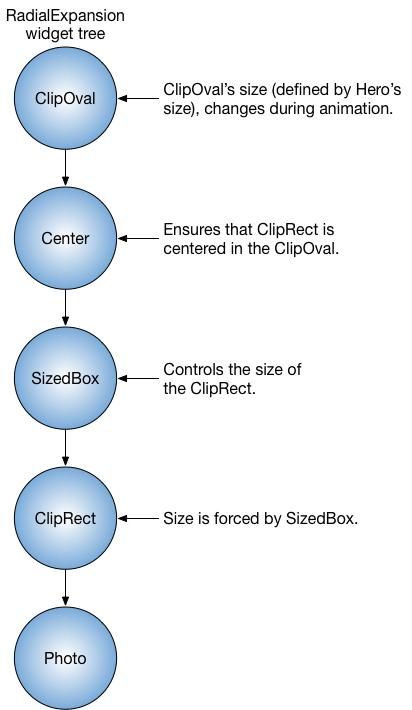 RadialExpansion
widget tree
ClipOval
ClipOval’s size (defined by Hero’s
size), changes during animation.
Center
Ensures that ClipRect is
centered in the ClipOval.
SizedBox
Controls the size of
the ClipRect.
ClipRect
Size is forced by SizedBox.
Photo